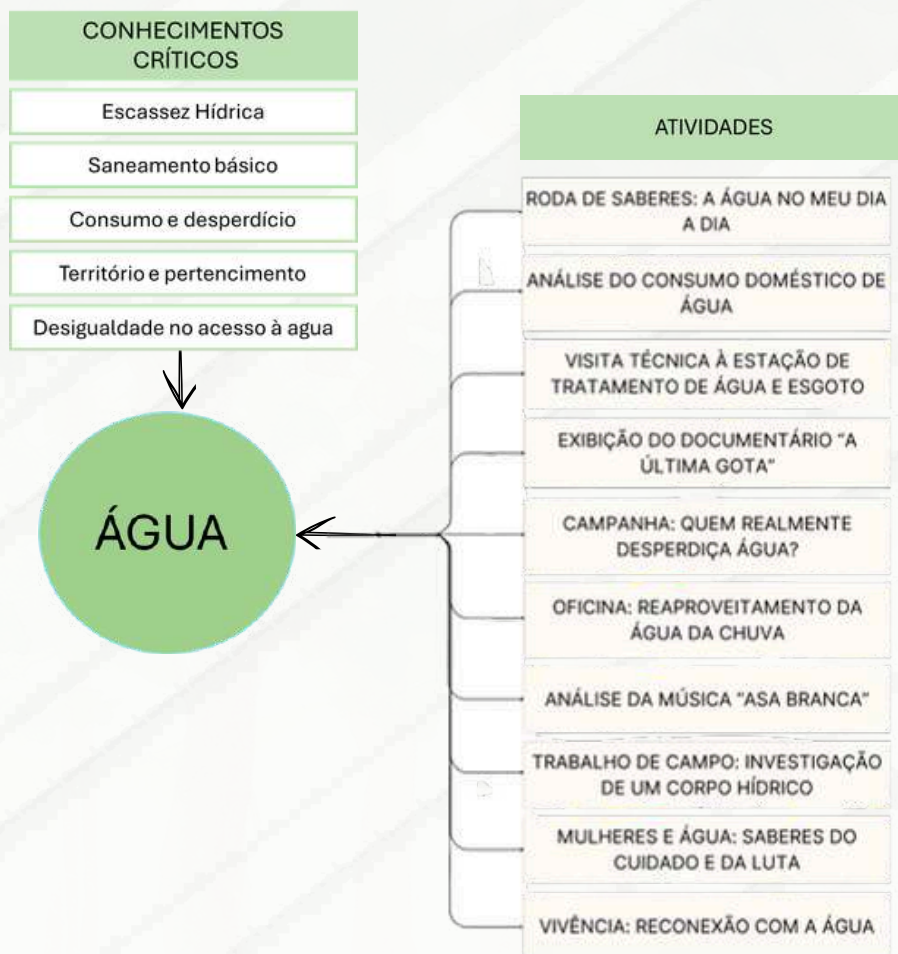 CONHECIMENTOS
CRÍTICOS
Escassez Hídrica
Saneamento básico
Consumo e desperdício
Território e pertencimento
Desigualdade no acesso à agua
ÁGUA
ATIVIDADES
RODA DE SABERES: A ÁGUA NO MEU DIA
A DIA
ANÁLISE DO CONSUMO DOMÉSTICO DE
ÁGUA
VISITA TÉCNICA À ESTAÇÃO DE
TRATAMENTO DE ÁGUA E ESGOTO
EXIBIÇÃO DO DOCUMENTÁRIO “A
ÚLTIMA GOTA”
CAMPANHA: QUEM REALMENTE
DESPERDIÇA ÁGUA?
OFICINA: REAPROVEITAMENTO DA
ÁGUA DA CHUVA
ANÁLISE DA MÚSICA “ASA BRANCA”
TRABALHO DE CAMPO: INVESTIGAÇÃO
DE UM CORPO HÍDRICO
MULHERES E ÁGUA: SABERES DO
CUIDADO E DA LUTA
VIVÊNCIA: RECONEXÃO COM A ÁGUA